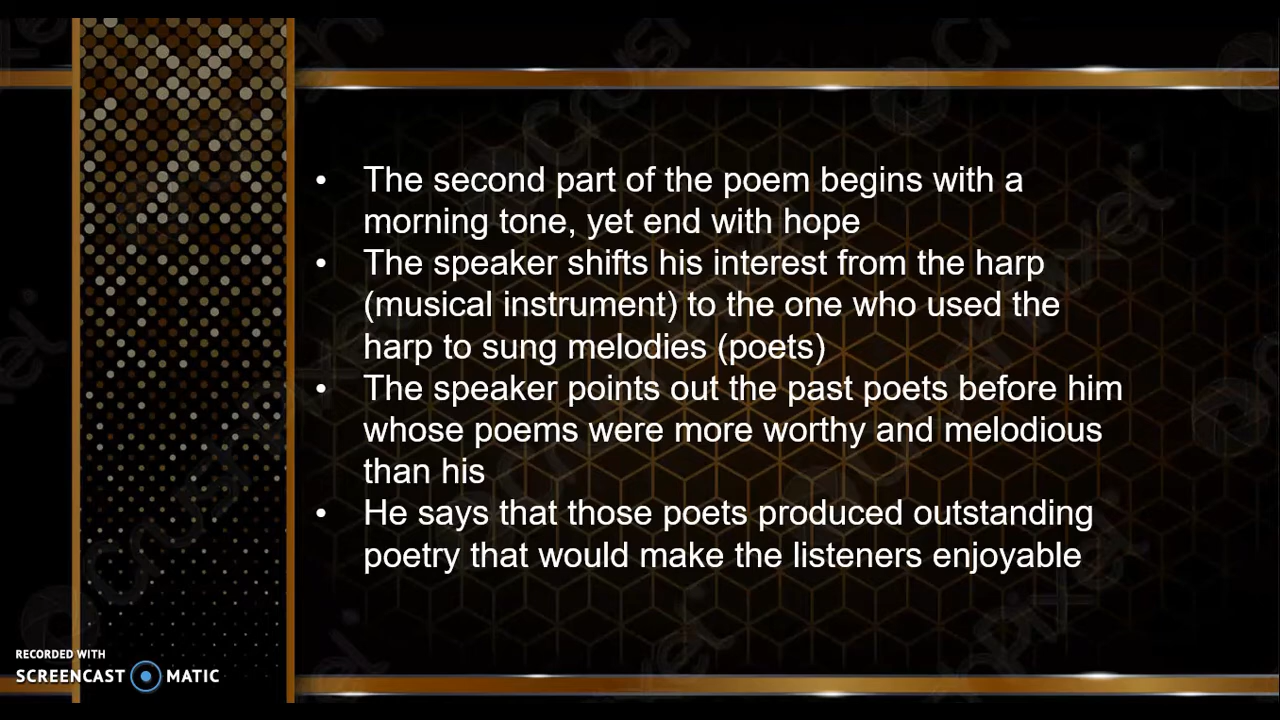 • The second part of the poem begins with a
morning tone, yet end with hope
• The speaker shifts his interest from the harp
(musical instrument) to the one who used the
harp to sung melodies (poets)
• The speaker points out the past poets before him
whose poems were more worthy and melodious
than his
• He says that those poets produced outstanding
poetry that would make the listeners enjoyable
RECORDED WITH
SCREENCAST MATIC